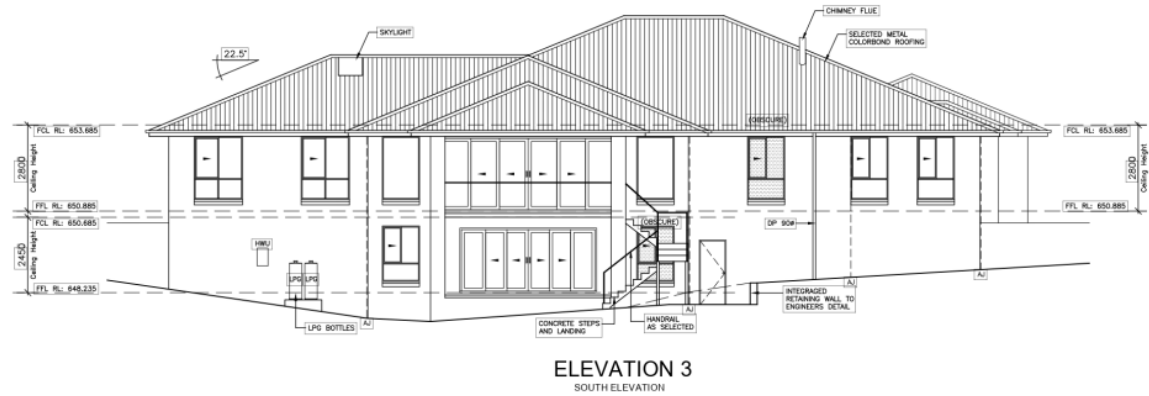 CHIMNEY FLUE
SKYLIGHT
SELECTED METAL
COLORBOND ROOFING
22.5°
FCL RL: 653.685
(OBSCURE)
FCL RL: 653.685
2800
Ceiling Height
2800
Ceiling Height
FFL RL: 650.885
FFL RL: 650.885
FCL RL: 650.685
(OBSCURE)
DP 90ø
2450
Ceiling Height
HWU
LPG
LPG
FFL RL: 648.235
AJ
AJ
INTEGRAGED
RETAINING WALL TO
ENGINEERS DETAIL
AJ
AJ
LPG BOTTLES
CONCRETE STEPS
AND LANDING
HANDRAIL
AS SELECTED
ELEVATION 3
SOUTH ELEVATION